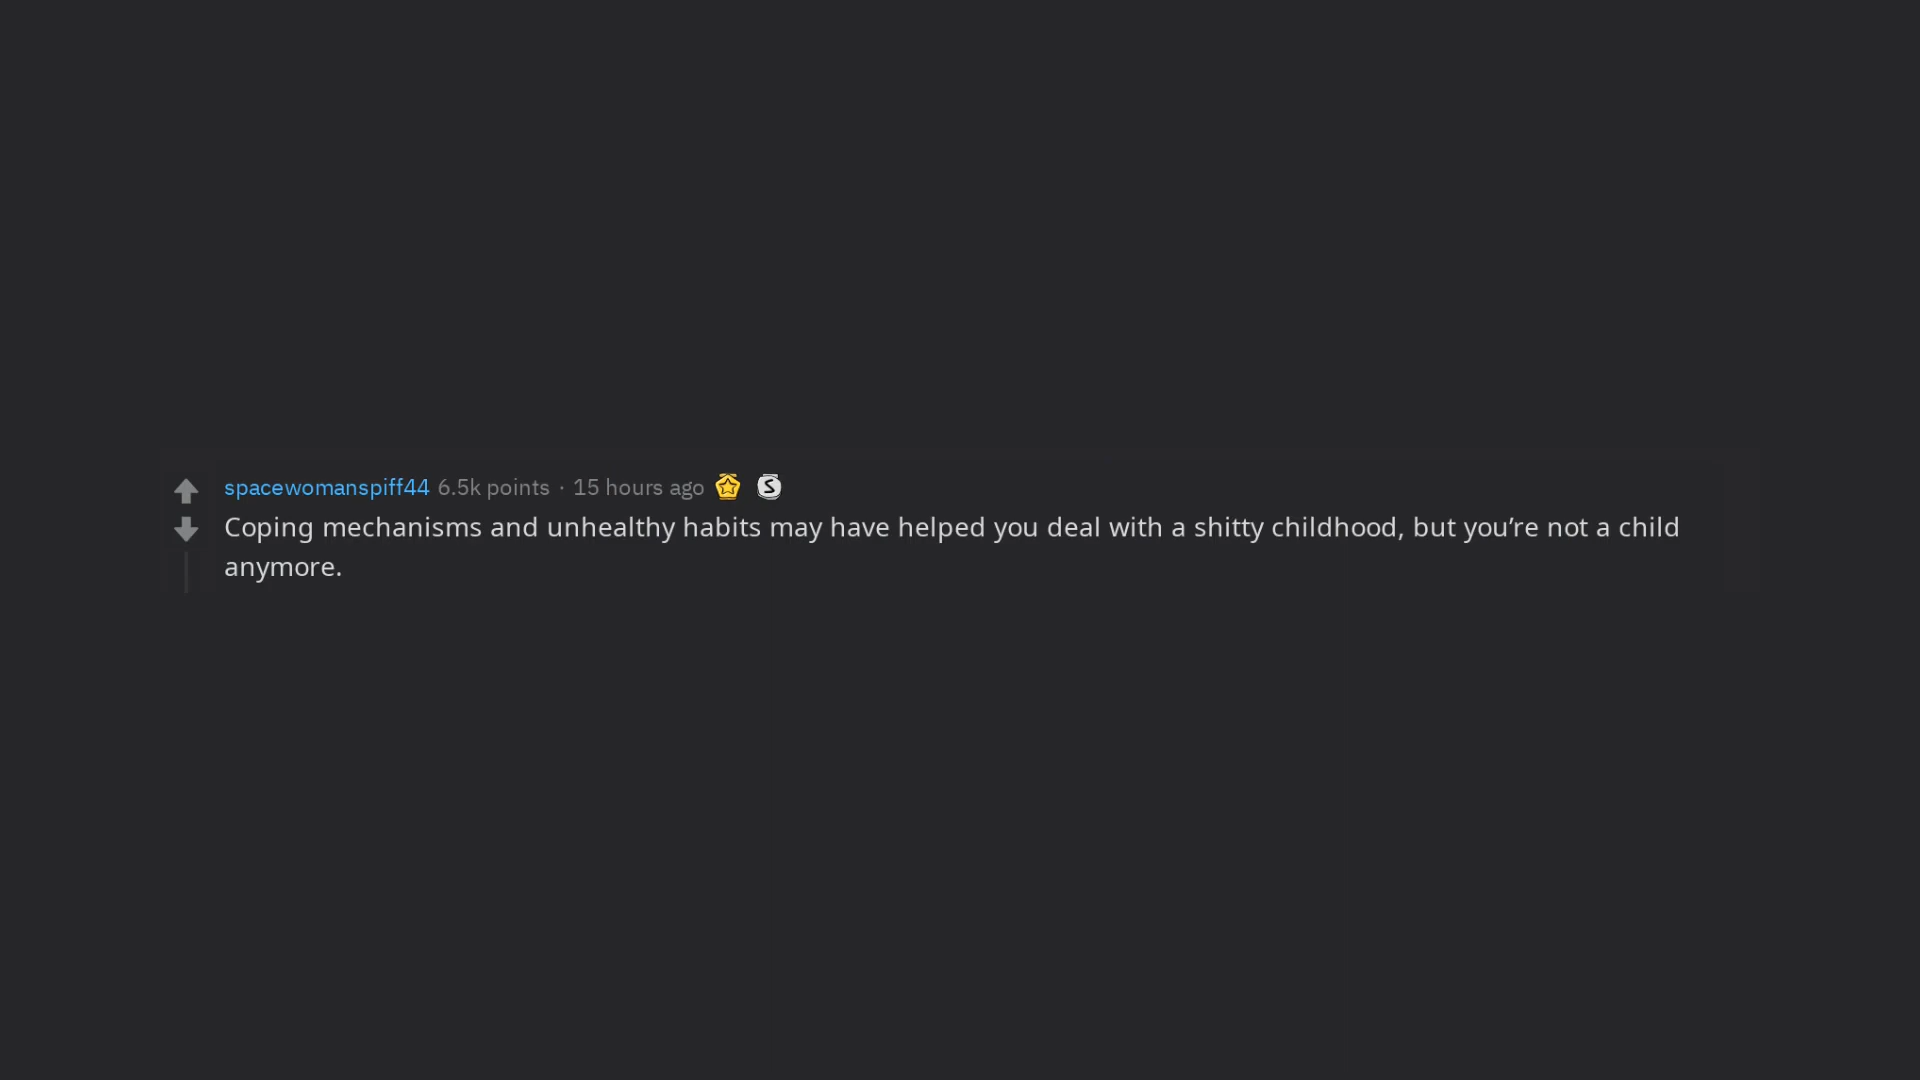 spacewomanspiff44 6.5k points · 15 hours ago
Coping mechanisms and unhealthy habits may have helped you deal with a shitty childhood, but you’re not a child
anymore.